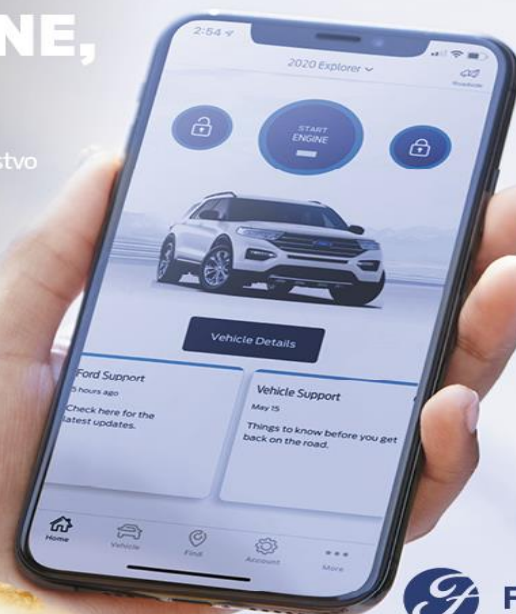 NE,
stvo
2:54
2020 Explorer
Roadside
START
ENGINE
Vehicle Details
Ford Support
5 hours ago
Check here for the
latest updates.
Vehicle Support
May 15
Things to know before you get
back on the road.
Home
Vehicle
Find
Account
More
F